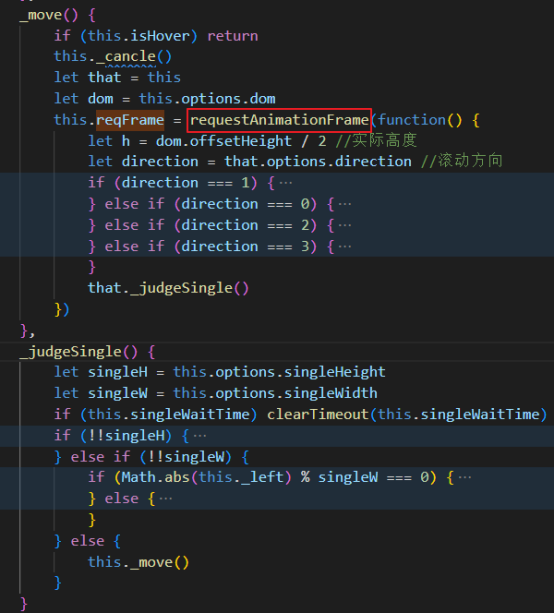 _move() {
if (this.isHover) return
this._cancle()
let that = this
let dom = this.options.dom
this.reqFrame = requestAnimationFrame(function() {
let h = dom.offsetHeight / 2 //实际高度
let direction = that.options.direction //滚动方向
if (direction === 1) {⋯
} else if (direction === 0) {⋯
} else if (direction === 2) {⋯
} else if (direction === 3) {⋯
}
that._judgeSingle()
})
},
_judgeSingle() {
let singleH = this.options.singleHeight
let singleW = this.options.singleWidth
if (this.singleWaitTime) clearTimeout(this.singleWaitTime)
if (!!singleH) {⋯
} else if (!!singleW) {
if (Math.abs(this._left) % singleW === 0) {⋯
} else {⋯
}
} else {
this._move()
}
}